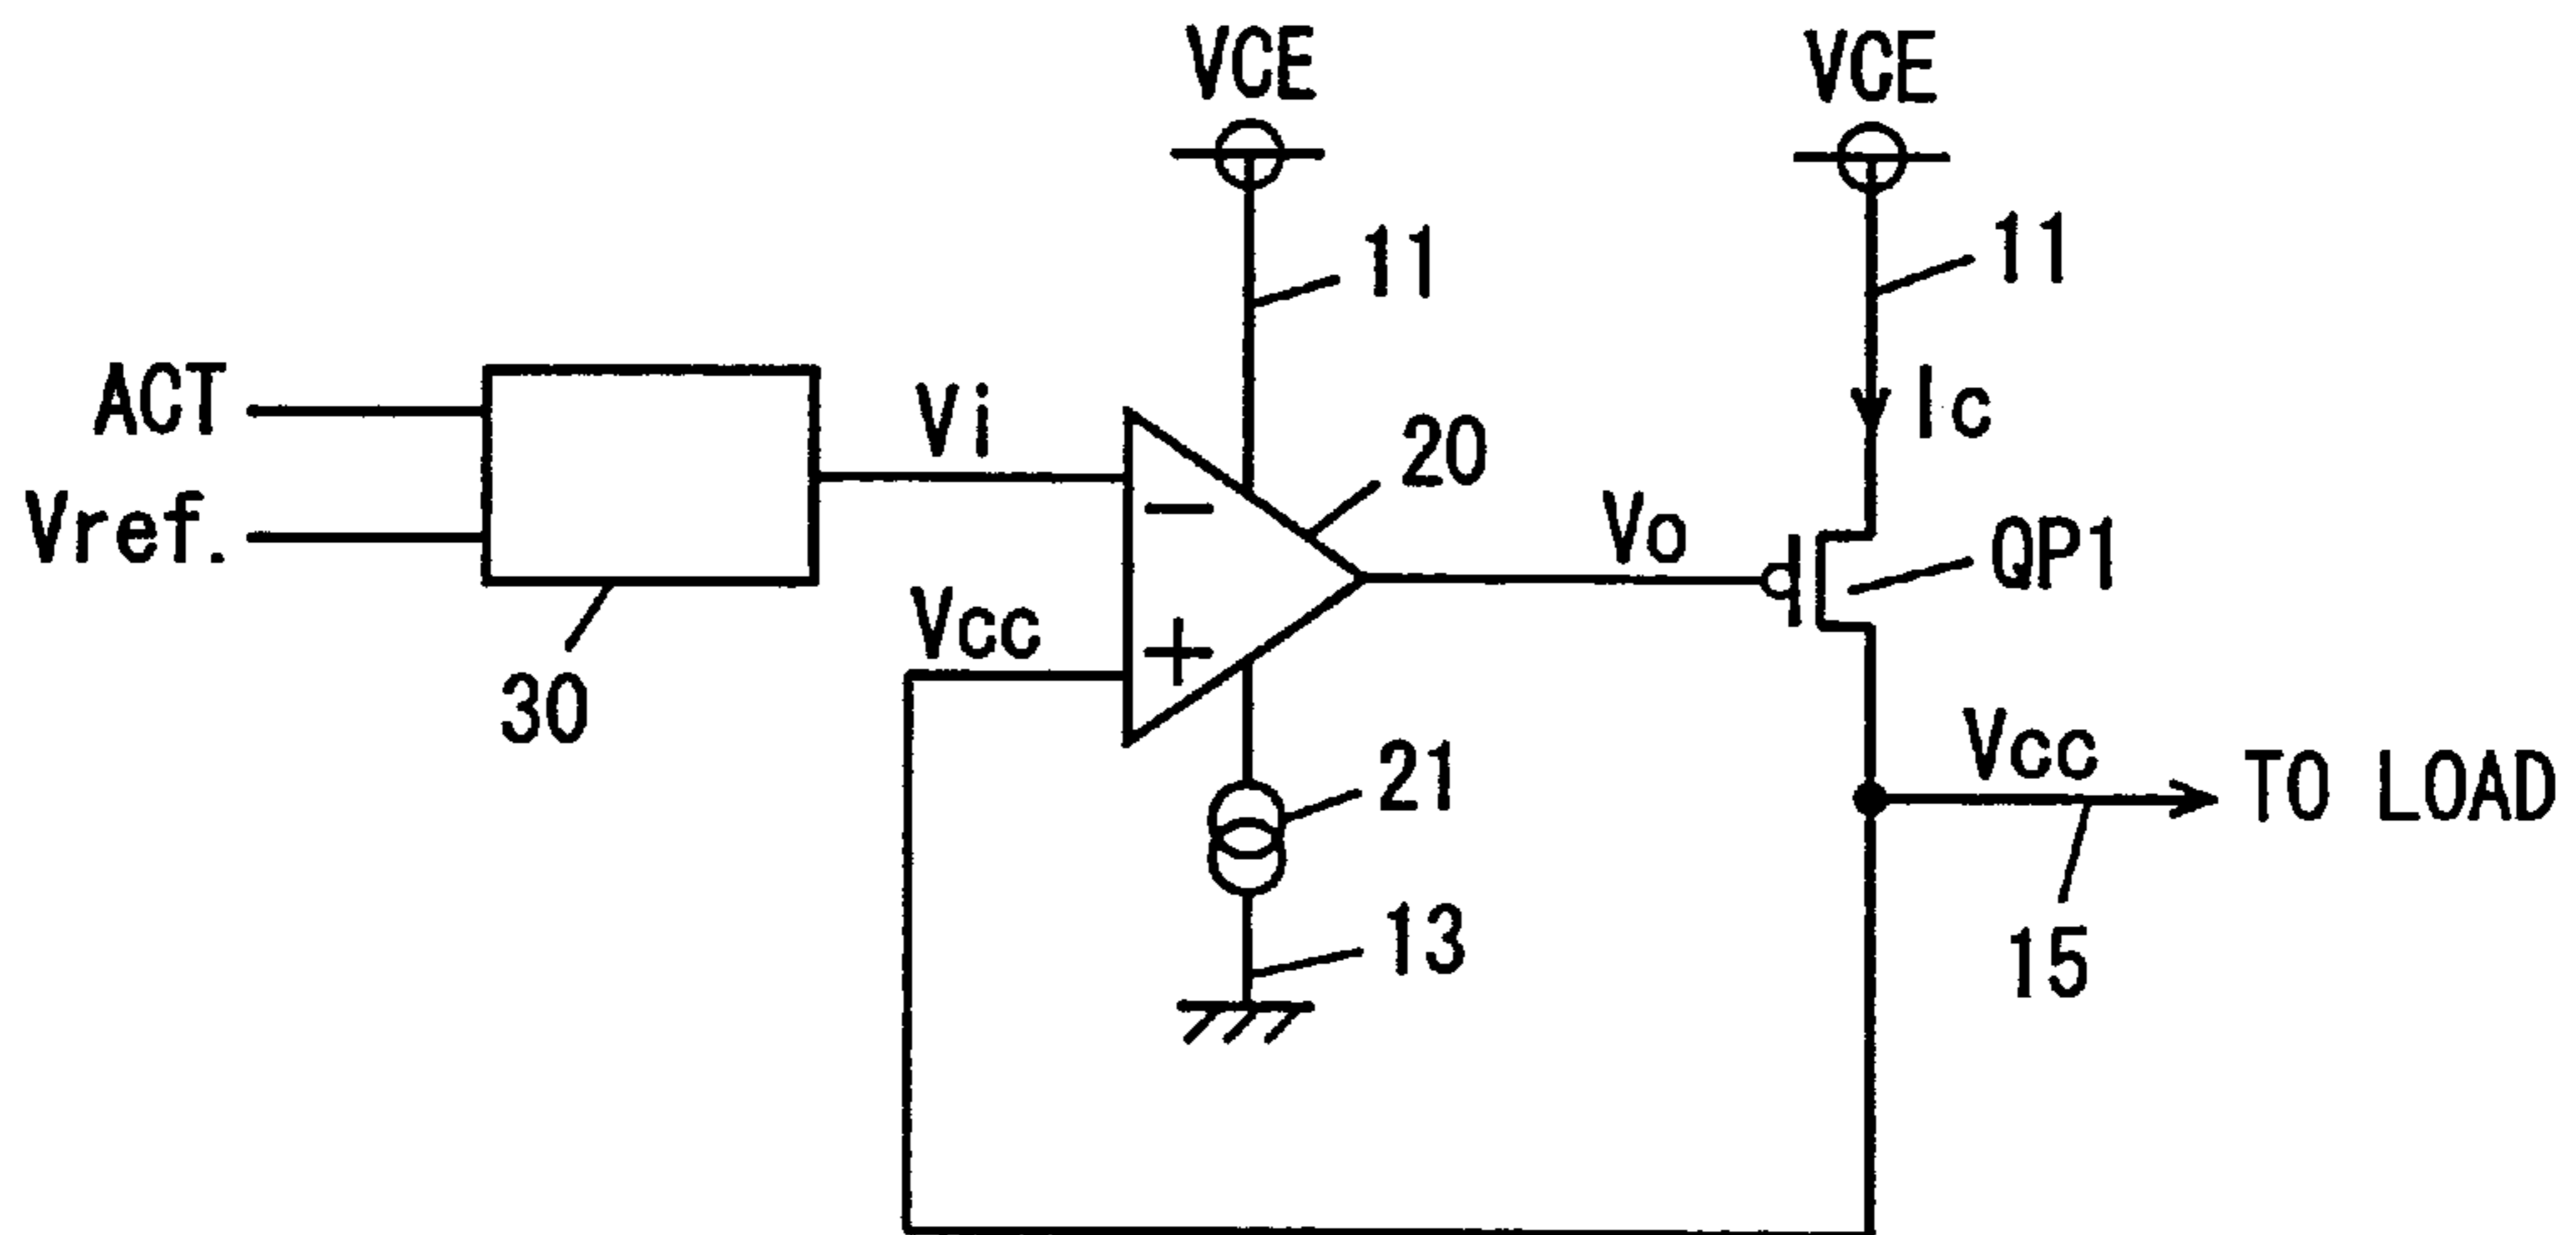 VCE
VCE
11
11
ACT
Vi
Ic
20
Vref.
Vo
QP1
Vcc
30
Vcc
21
TO LOAD
13
15
-
+